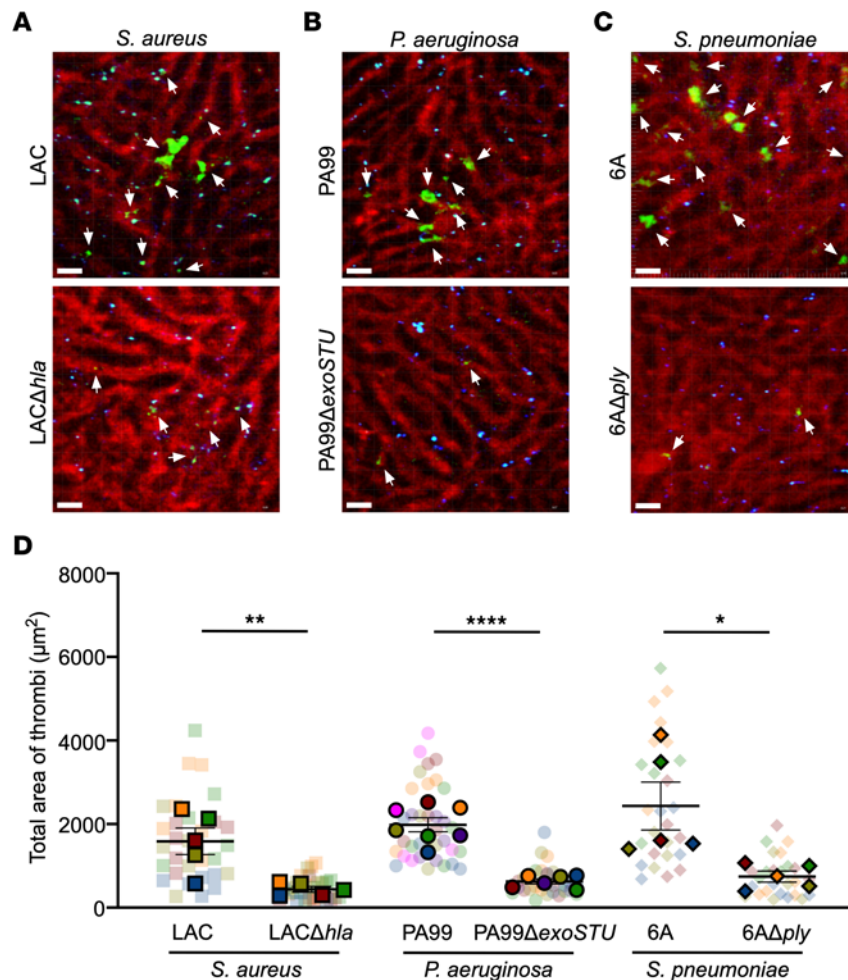 A
S. aureus
B
P. aeruginosa
C
S. pneumoniae
LAC
PA99
6A
LACΔhla
PA99ΔexoSTU
6AΔply
D
Total area of thrombi (µm²)
8000
6000
4000
2000
0
** **** *
LAC LACΔhla PA99 PA99ΔexoSTU 6A 6AΔply
S. aureus P. aeruginosa S. pneumoniae